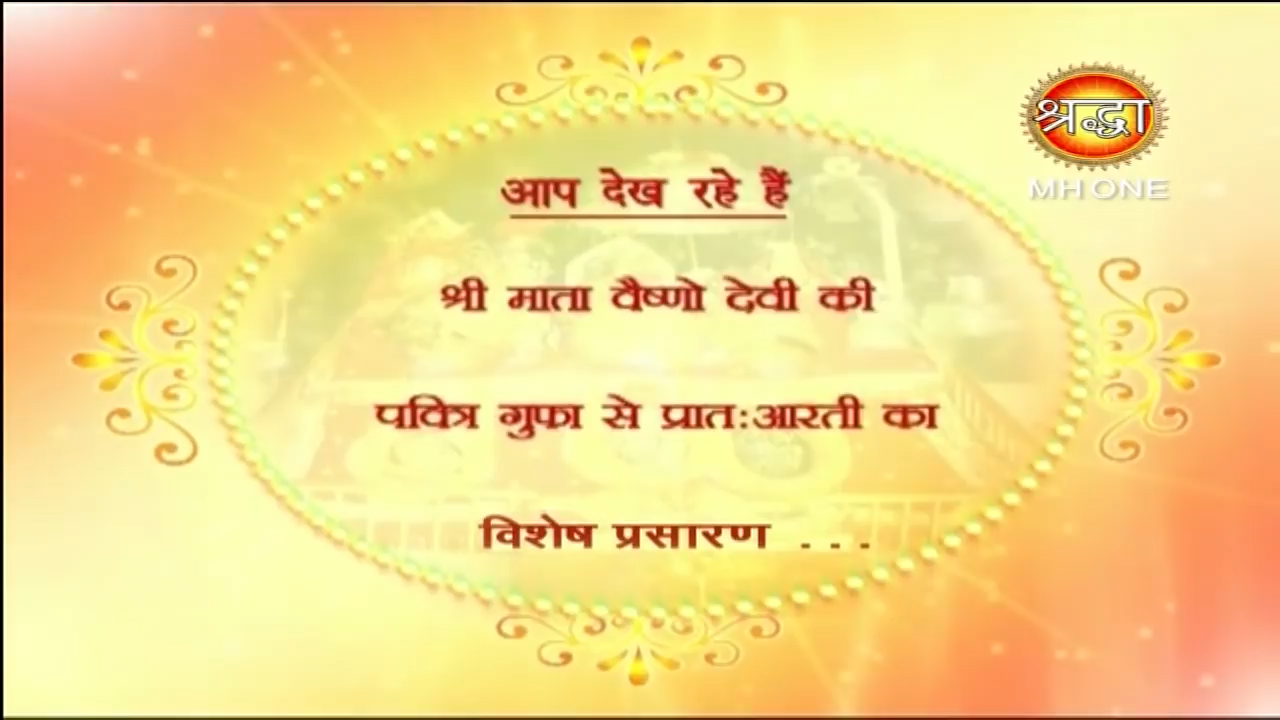 श्रद्धा
MH ONE
आप देख रहे हैं
श्री माता वैष्णो देवी की
पवित्र गुफा से प्रातःआरती का
विशेष प्रसारण ...